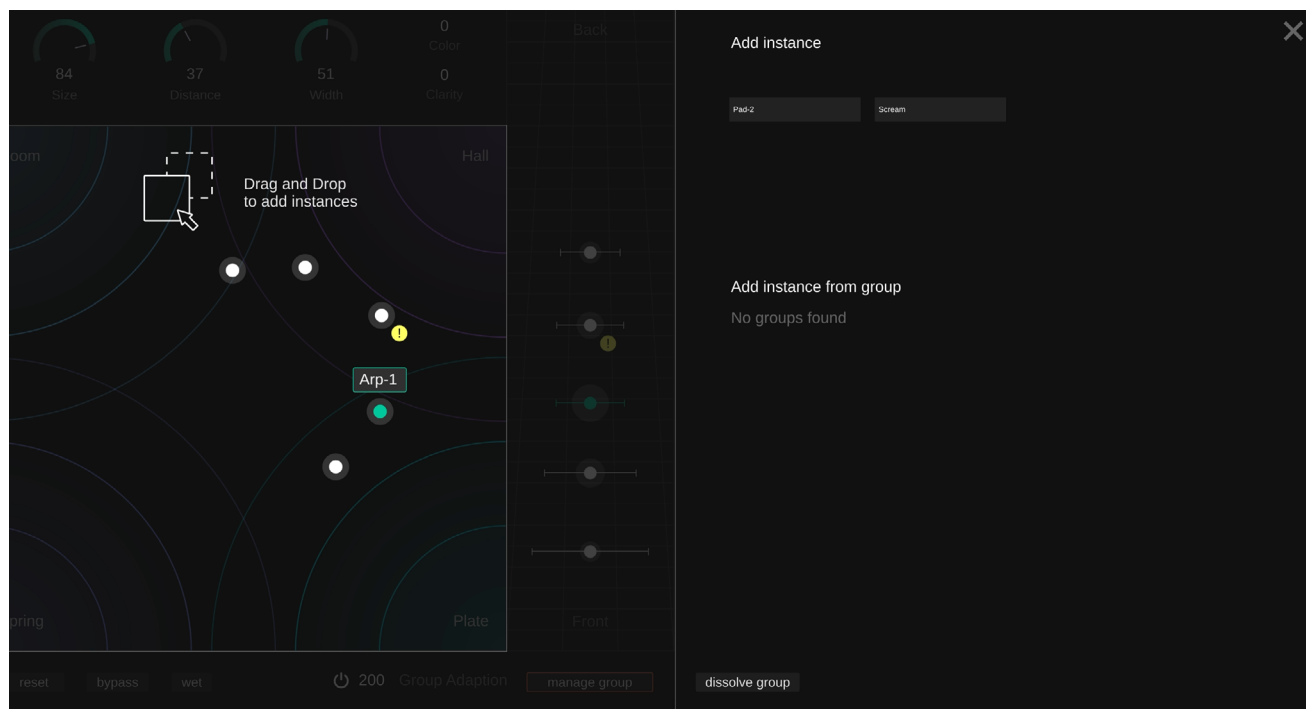 84
Size
37
Distance
51
Width
0
Color
0
Clarity
Back
Add instance
Pad-2
Scream
oom
Hall
Drag and Drop
to add instances
!
!
Arp-1
Add instance from group
No groups found
pring
Plate
Front
reset
bypass
wet
200
Group Adaption
manage group
dissolve group